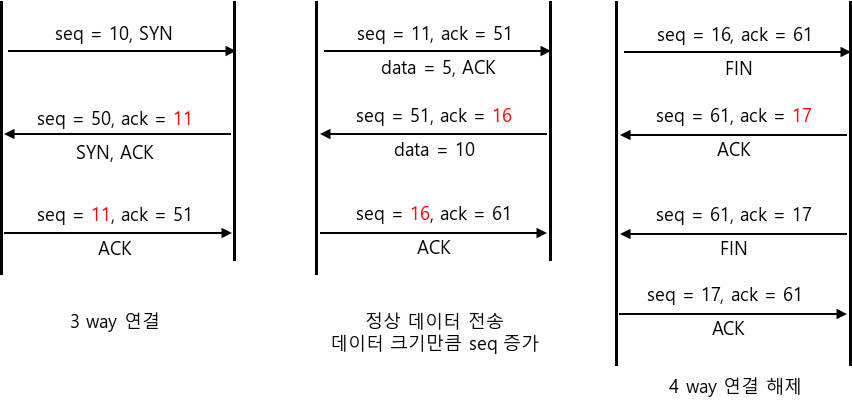 seq = 10, SYN
seq = 50, ack = 11
SYN, ACK
seq = 11, ack = 51
ACK
3 way 연결
seq = 11, ack = 51
data = 5, ACK
seq = 51, ack = 16
data = 10
seq = 16, ack = 61
ACK
정상 데이터 전송
데이터 크기만큼 seq 증가
seq = 16, ack = 61
FIN
seq = 61, ack = 17
ACK
seq = 61, ack = 17
FIN
seq = 17, ack = 61
ACK
4 way 연결 해제